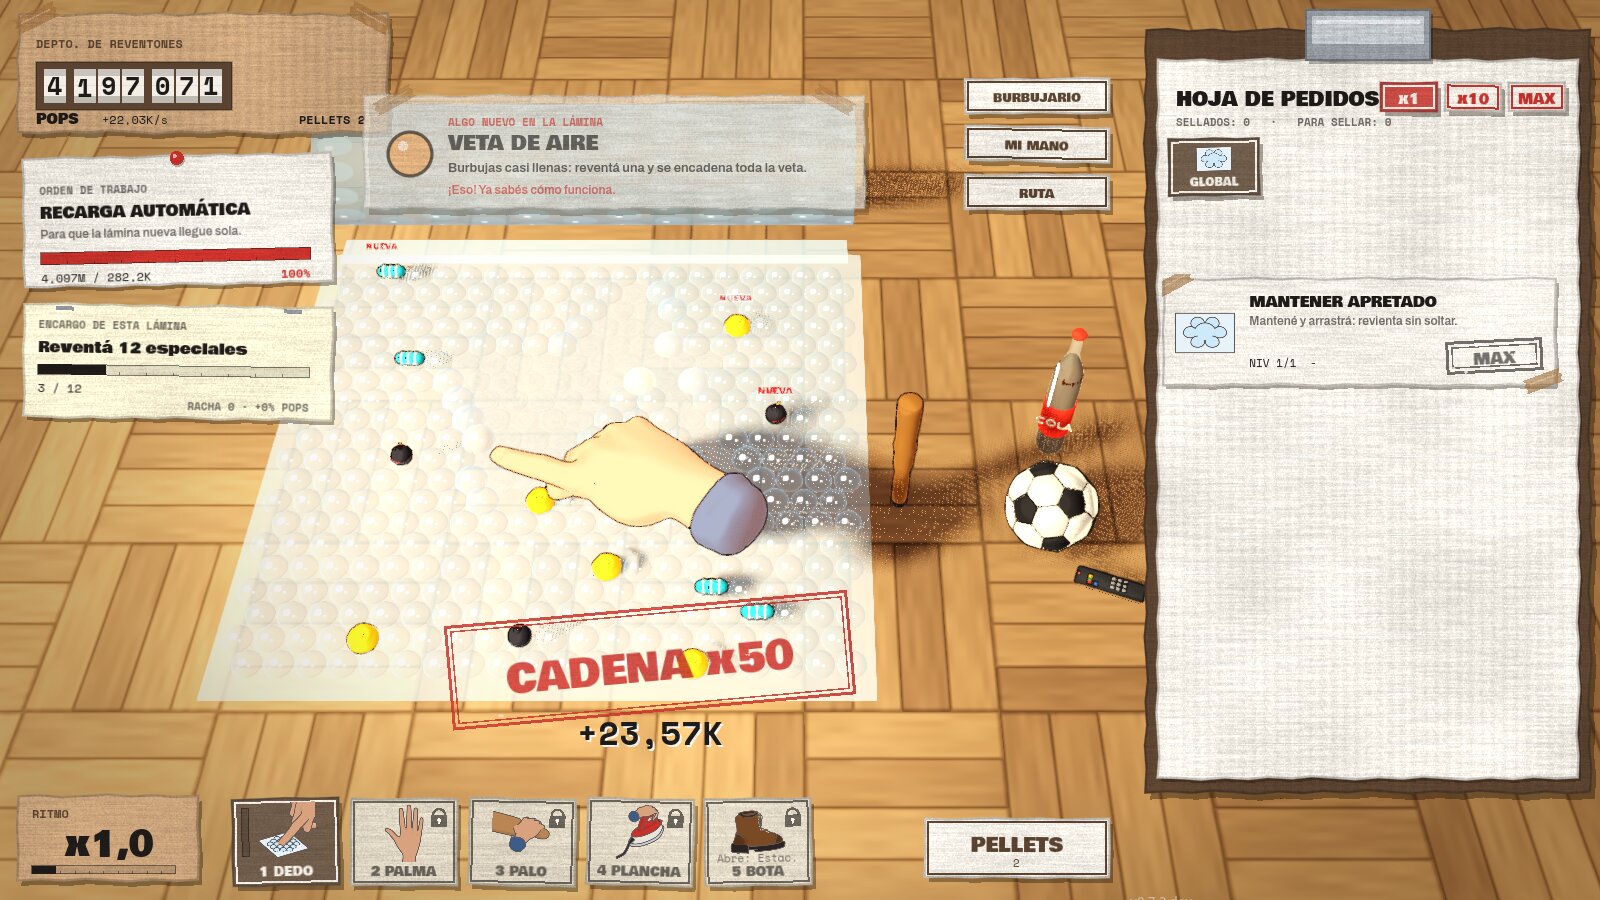 DEPTO. DE REVENTONES
4 197 071
POPS +22,03K/s PELLETS 2
ORDEN DE TRABAJO
RECARGA AUTOMÁTICA
Para que la lámina nueva llegue sola.
4,097M / 282.2K 100%
ENCARGO DE ESTA LÁMINA
Reventá 12 especiales
3 / 12
RACHA 0 · +0% POPS
ALGO NUEVO EN LA LÁMINA
VETA DE AIRE
Burbujas casi llenas: reventá una y se encadena toda la veta.
¡Eso! Ya sabés cómo funciona.
BURBUJARIO
MI MANO
RUTA
HOJA DE PEDIDOS x1 x10 MAX
SELLADOS: 0 · PARA SELLAR: 0
GLOBAL
MANTENER APRETADO
Mantené y arrastrá: revienta sin soltar.
NIV 1/1 -
MAX
NUEVA
NUEVA
NUEVA
COLA
CADENA x50
+23,57K
RITMO
x1,0
1 DEDO
2 PALMA
3 PALO
4 PLANCHA
Abre: Estac.
5 BOTA
PELLETS
2